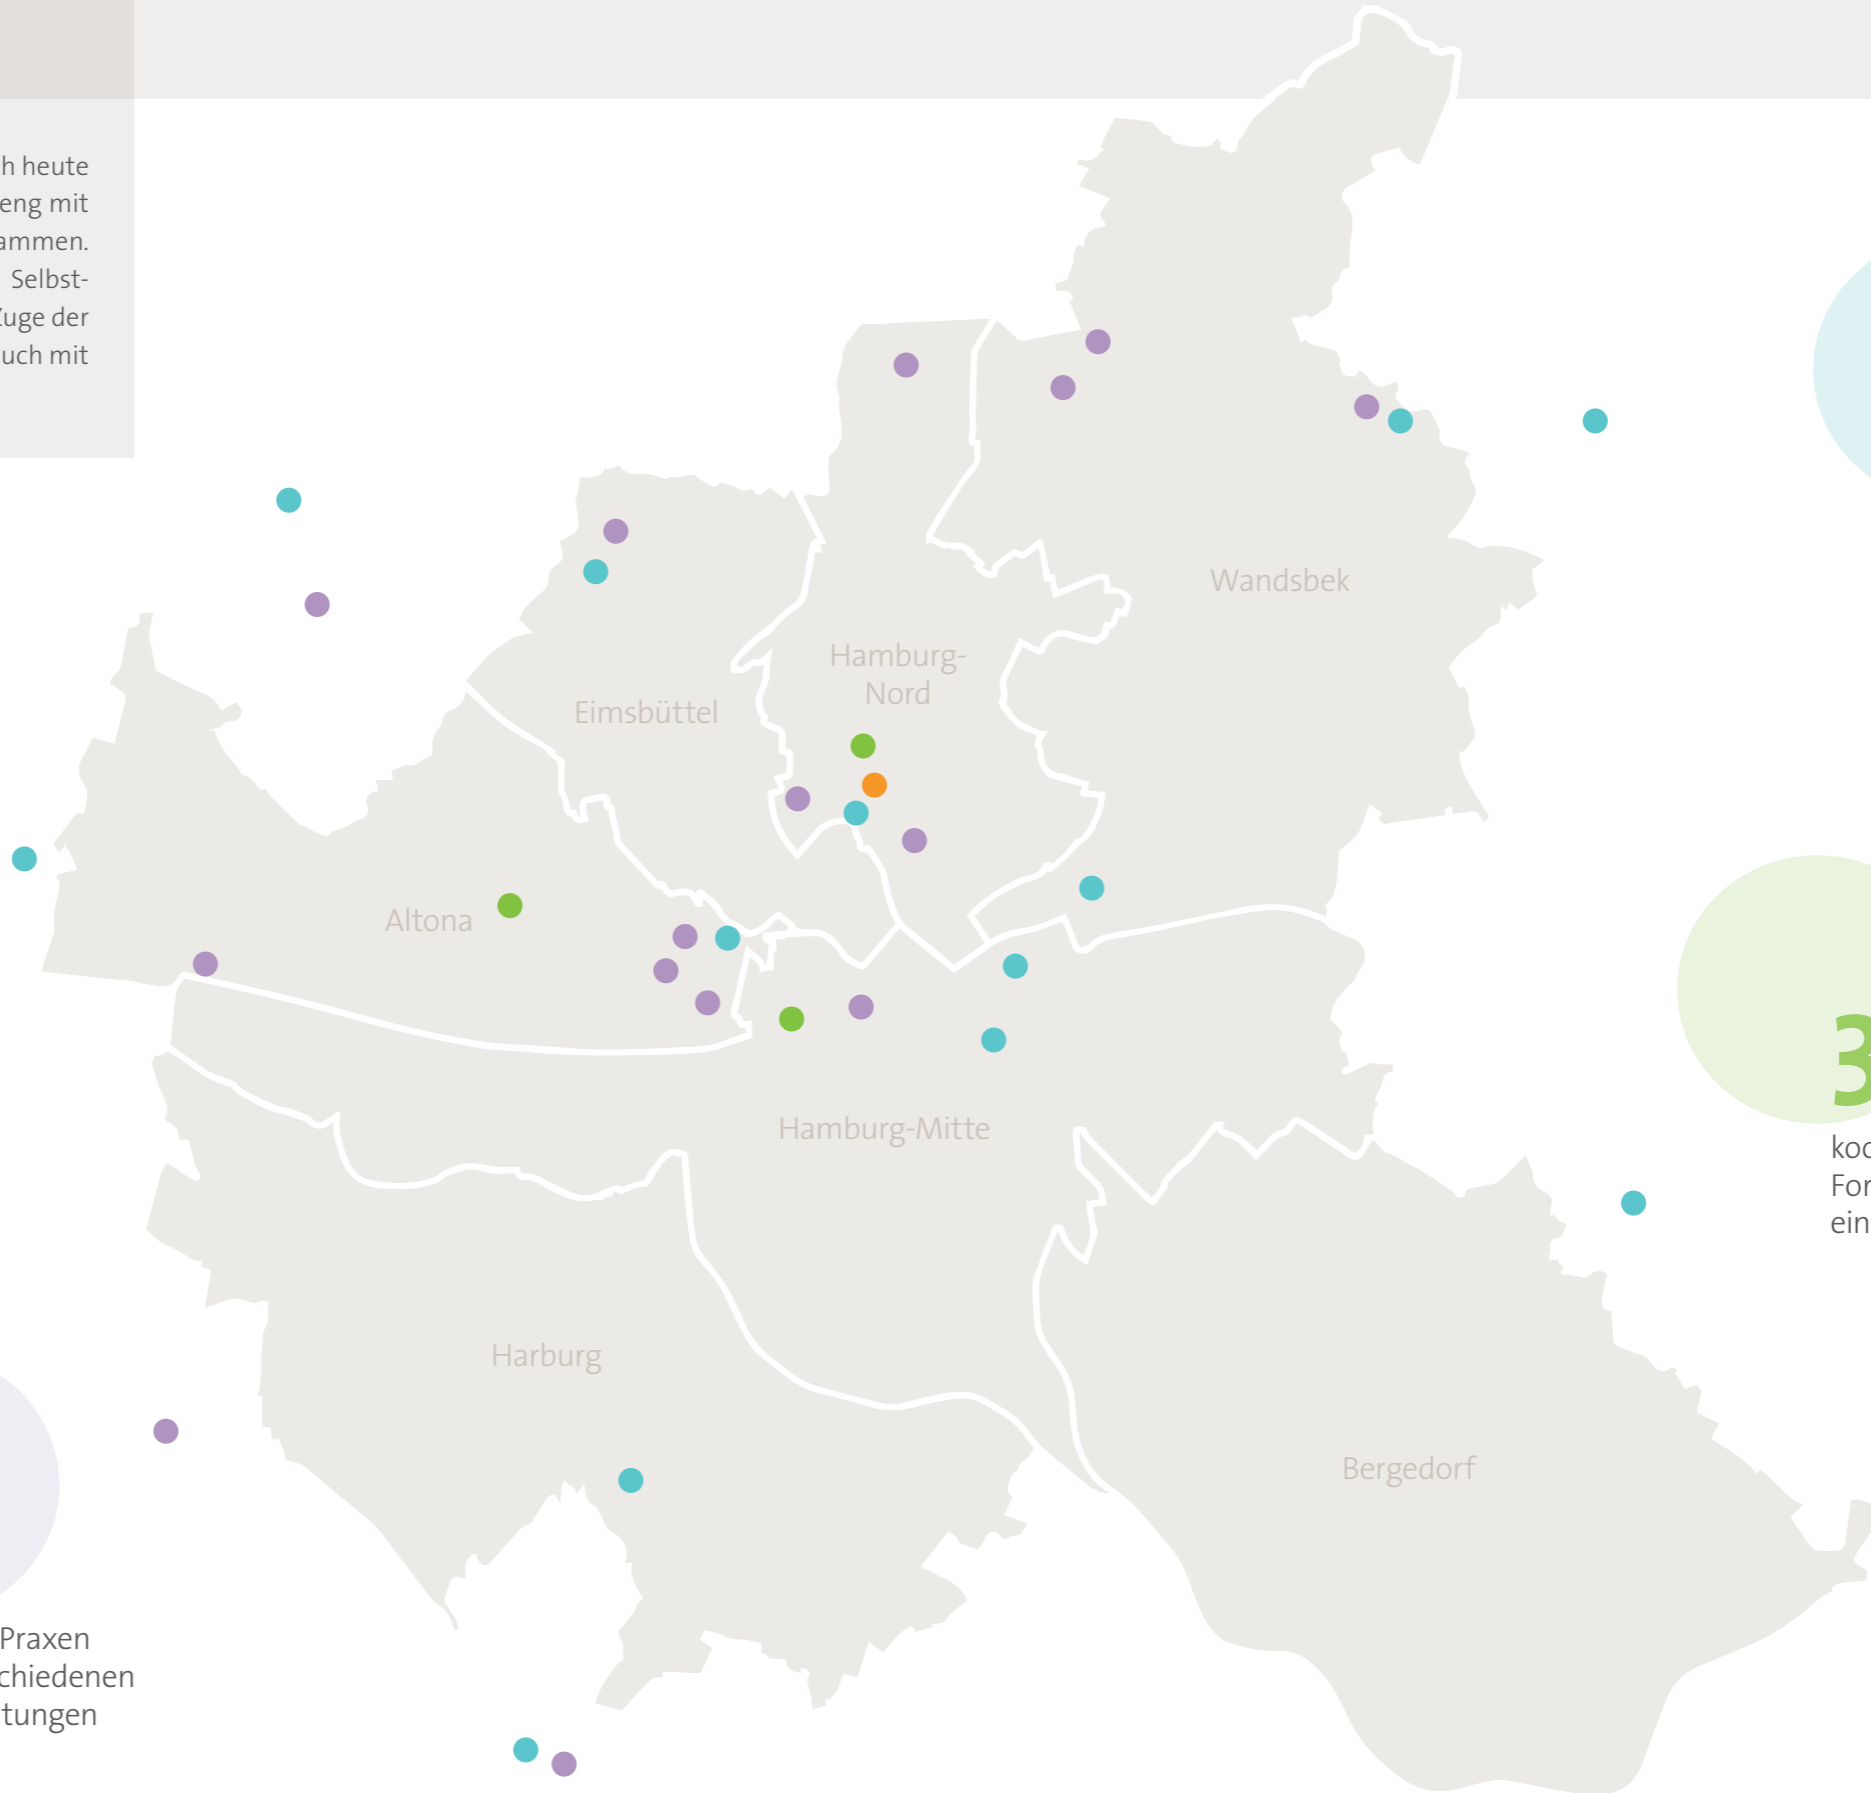 h heute
eng mit
ammen.
Selbst-
Zuge der
uch mit
Wandsbek
Hamburg-
Nord
Eimsbüttel
Altona
Hamburg-Mitte
Harburg
Bergedorf
3
koo
For
ein
Praxen
chiedenen
tungen